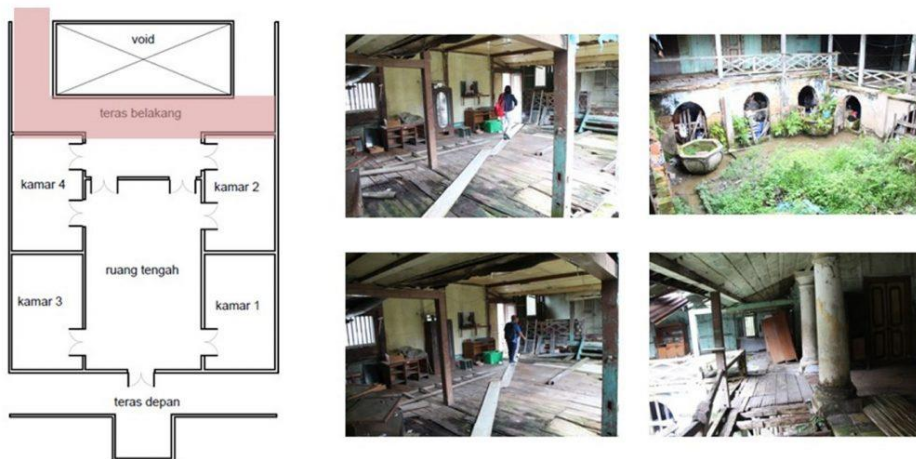 void
teras belakang
kamar 4
kamar 2
ruang tengah
kamar 3
kamar 1
teras depan